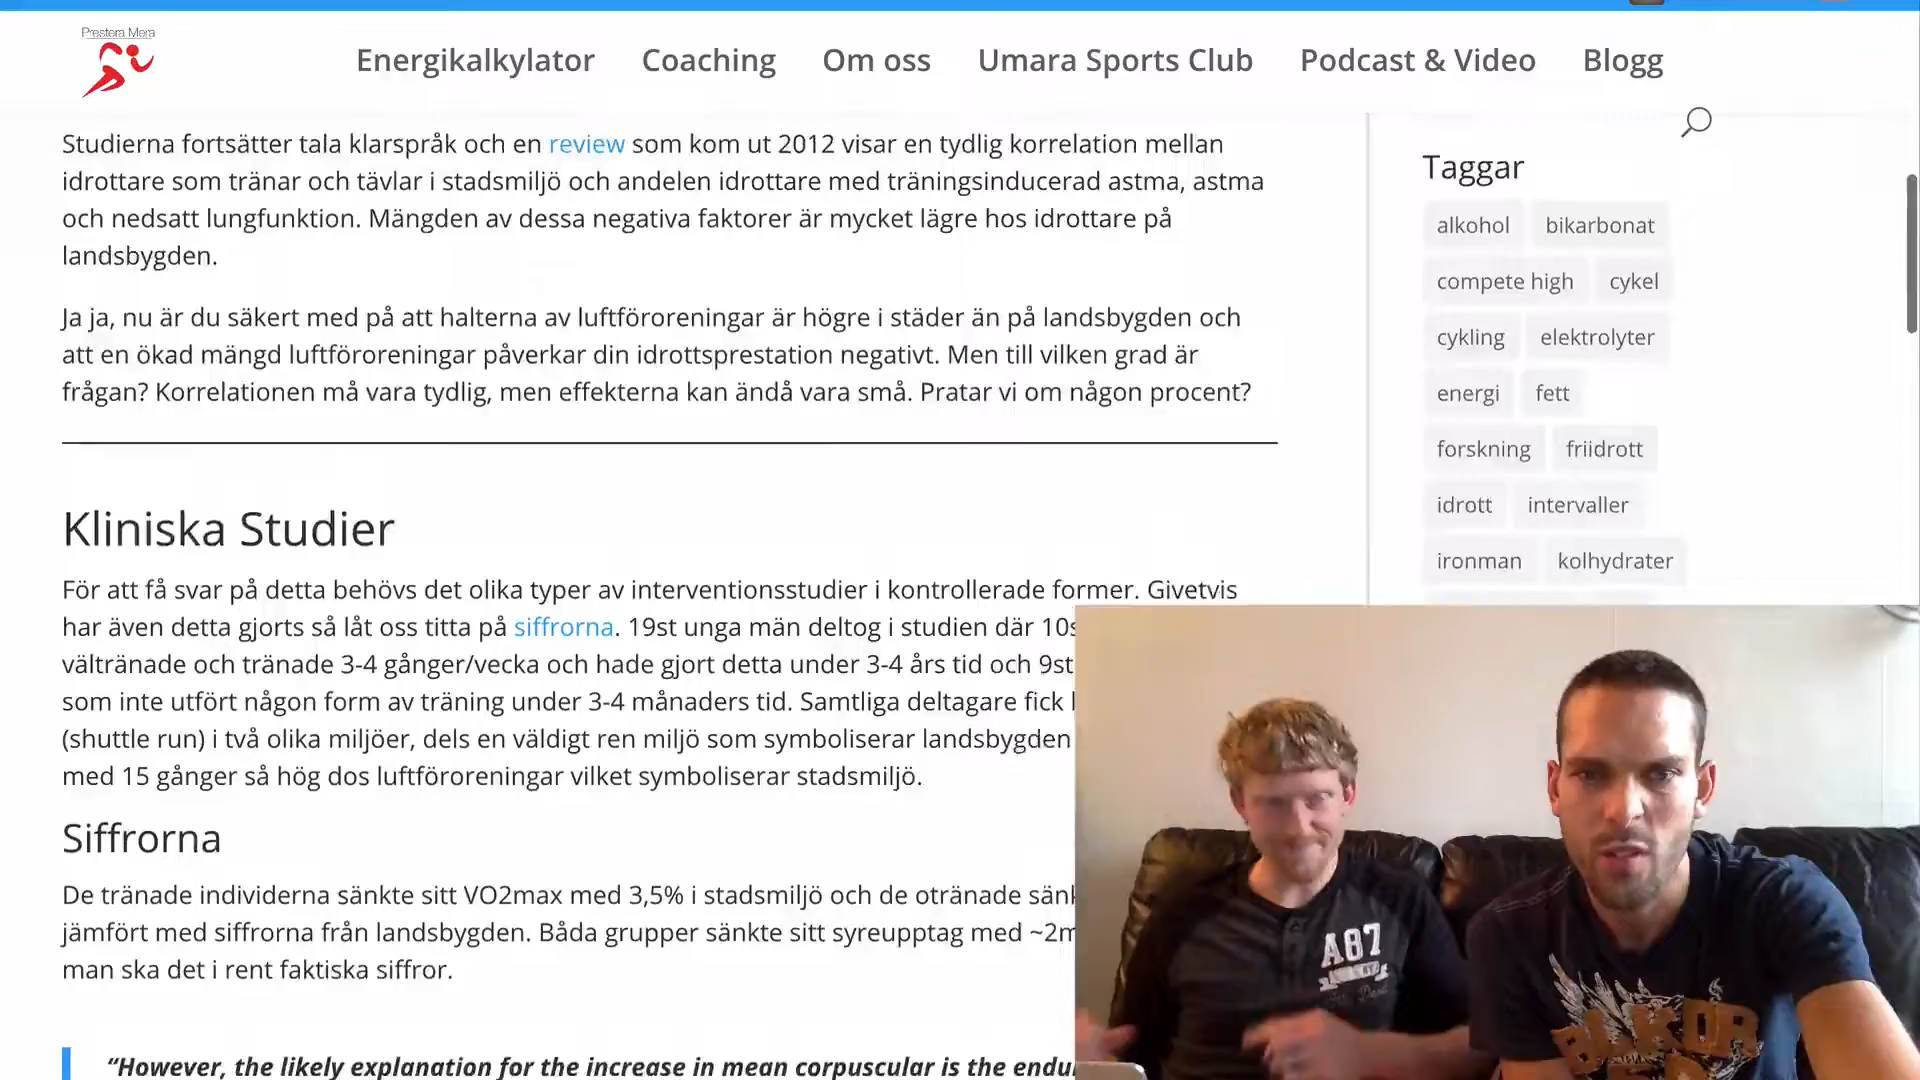 Prestera Mera
Energikalkylator Coaching Om oss Umara Sports Club Podcast & Video Blogg
Studierna fortsätter tala klarspråk och en review som kom ut 2012 visar en tydlig korrelation mellan
idrottare som tränar och tävlar i stadsmiljö och andelen idrottare med träningsinducerad astma, astma
och nedsatt lungfunktion. Mängden av dessa negativa faktorer är mycket lägre hos idrottare på
landsbygden.
Ja ja, nu är du säkert med på att halterna av luftföroreningar är högre i städer än på landsbygden och
att en ökad mängd luftföroreningar påverkar din idrottsprestation negativt. Men till vilken grad är
frågan? Korrelationen må vara tydlig, men effekterna kan ändå vara små. Pratar vi om någon procent?
Kliniska Studier
För att få svar på detta behövs det olika typer av interventionsstudier i kontrollerade former. Givetvis
har även detta gjorts så låt oss titta på siffrorna. 19st unga män deltog i studien där 10s
vältränade och tränade 3-4 gånger/vecka och hade gjort detta under 3-4 års tid och 9st
som inte utfört någon form av träning under 3-4 månaders tid. Samtliga deltagare fick
(shuttle run) i två olika miljöer, dels en väldigt ren miljö som symboliserar landsbygden
med 15 gånger så hög dos luftföroreningar vilket symboliserar stadsmiljö.
Siffrorna
De tränade individerna sänkte sitt VO2max med 3,5% i stadsmiljö och de otränade sänk
jämfört med siffrorna från landsbygden. Båda grupper sänkte sitt syreupptag med ~2m
man ska det i rent faktiska siffror.
“However, the likely explanation for the increase in mean corpuscular is the endu
Taggar
alkohol bikarbonat
compete high cykel
cykling elektrolyter
energi fett
forskning friidrott
idrott intervaller
ironman kolhydrater
A87